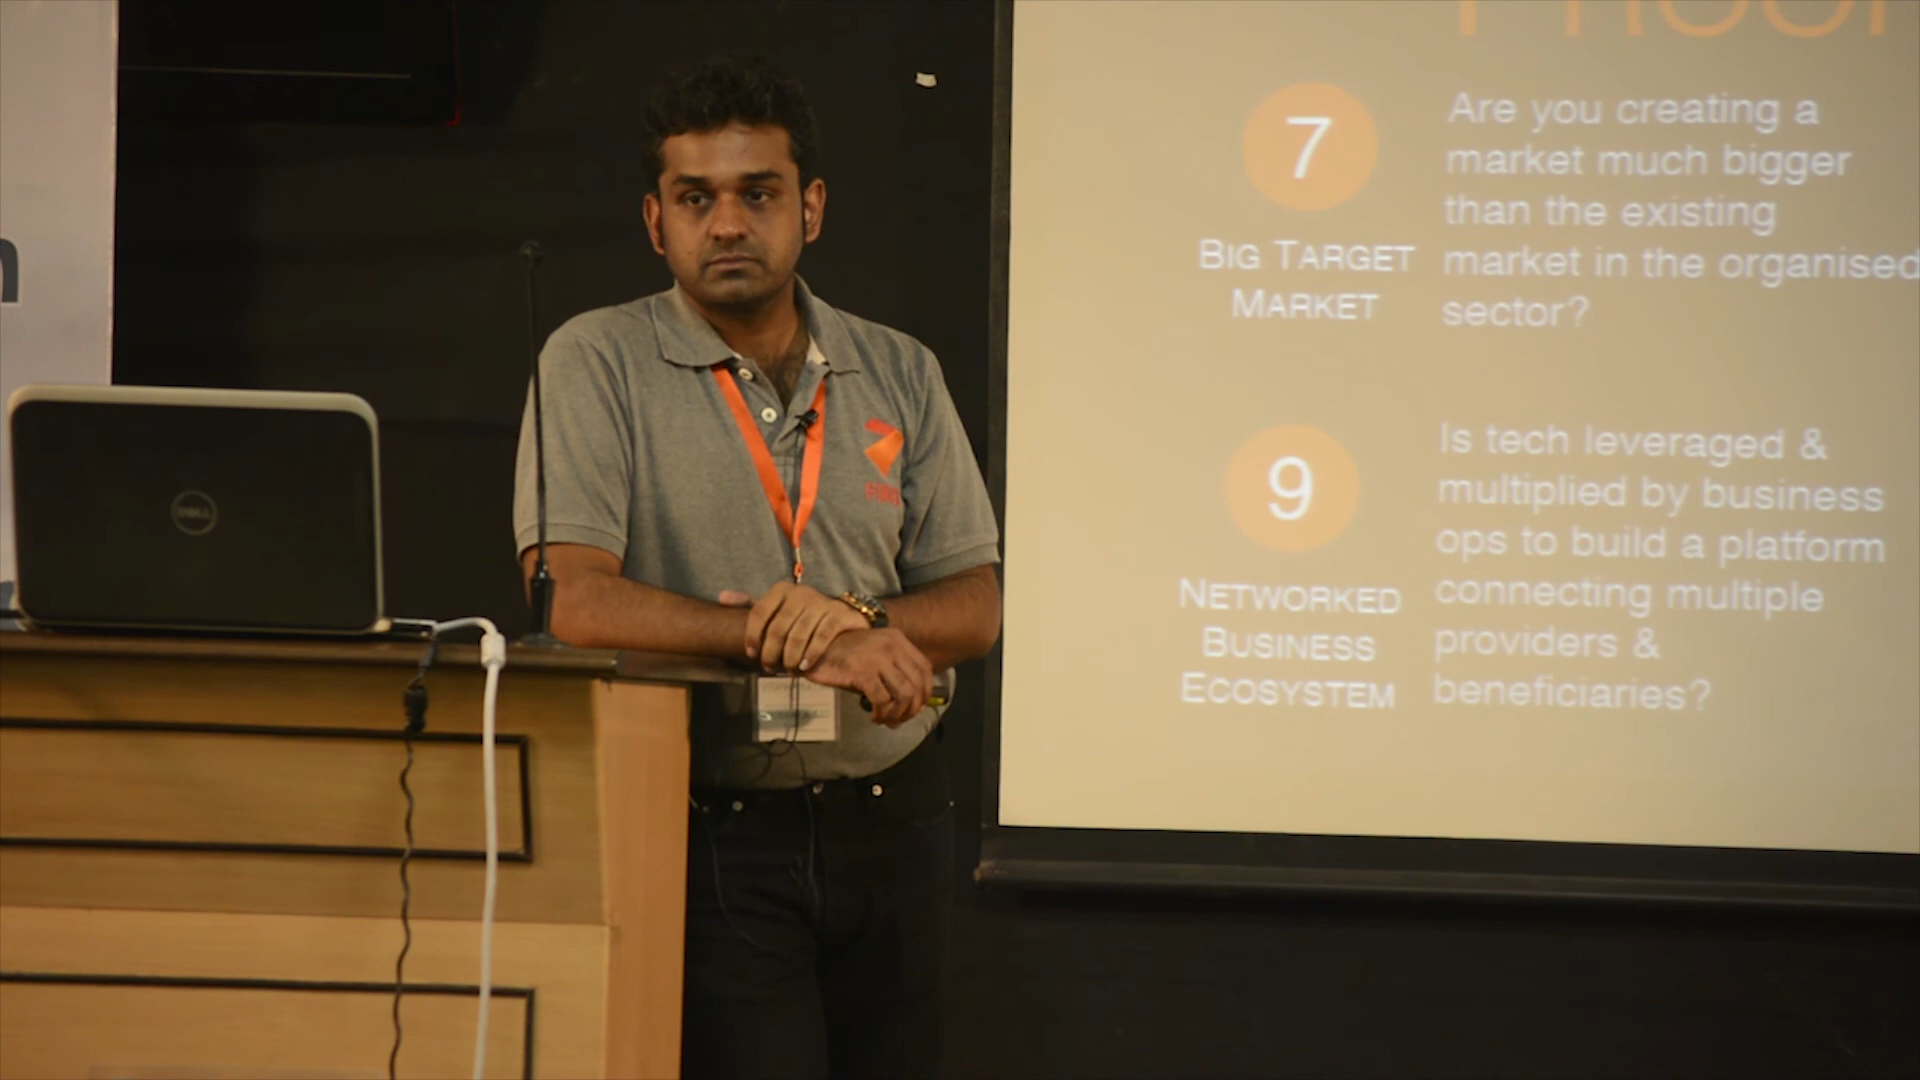 n
DELL
PROOF
7
BIG TARGET
MARKET
Are you creating a
market much bigger
than the existing
market in the organised
sector?
9
NETWORKED
BUSINESS
ECOSYSTEM
Is tech leveraged &
multiplied by business
ops to build a platform
connecting multiple
providers &
beneficiaries?